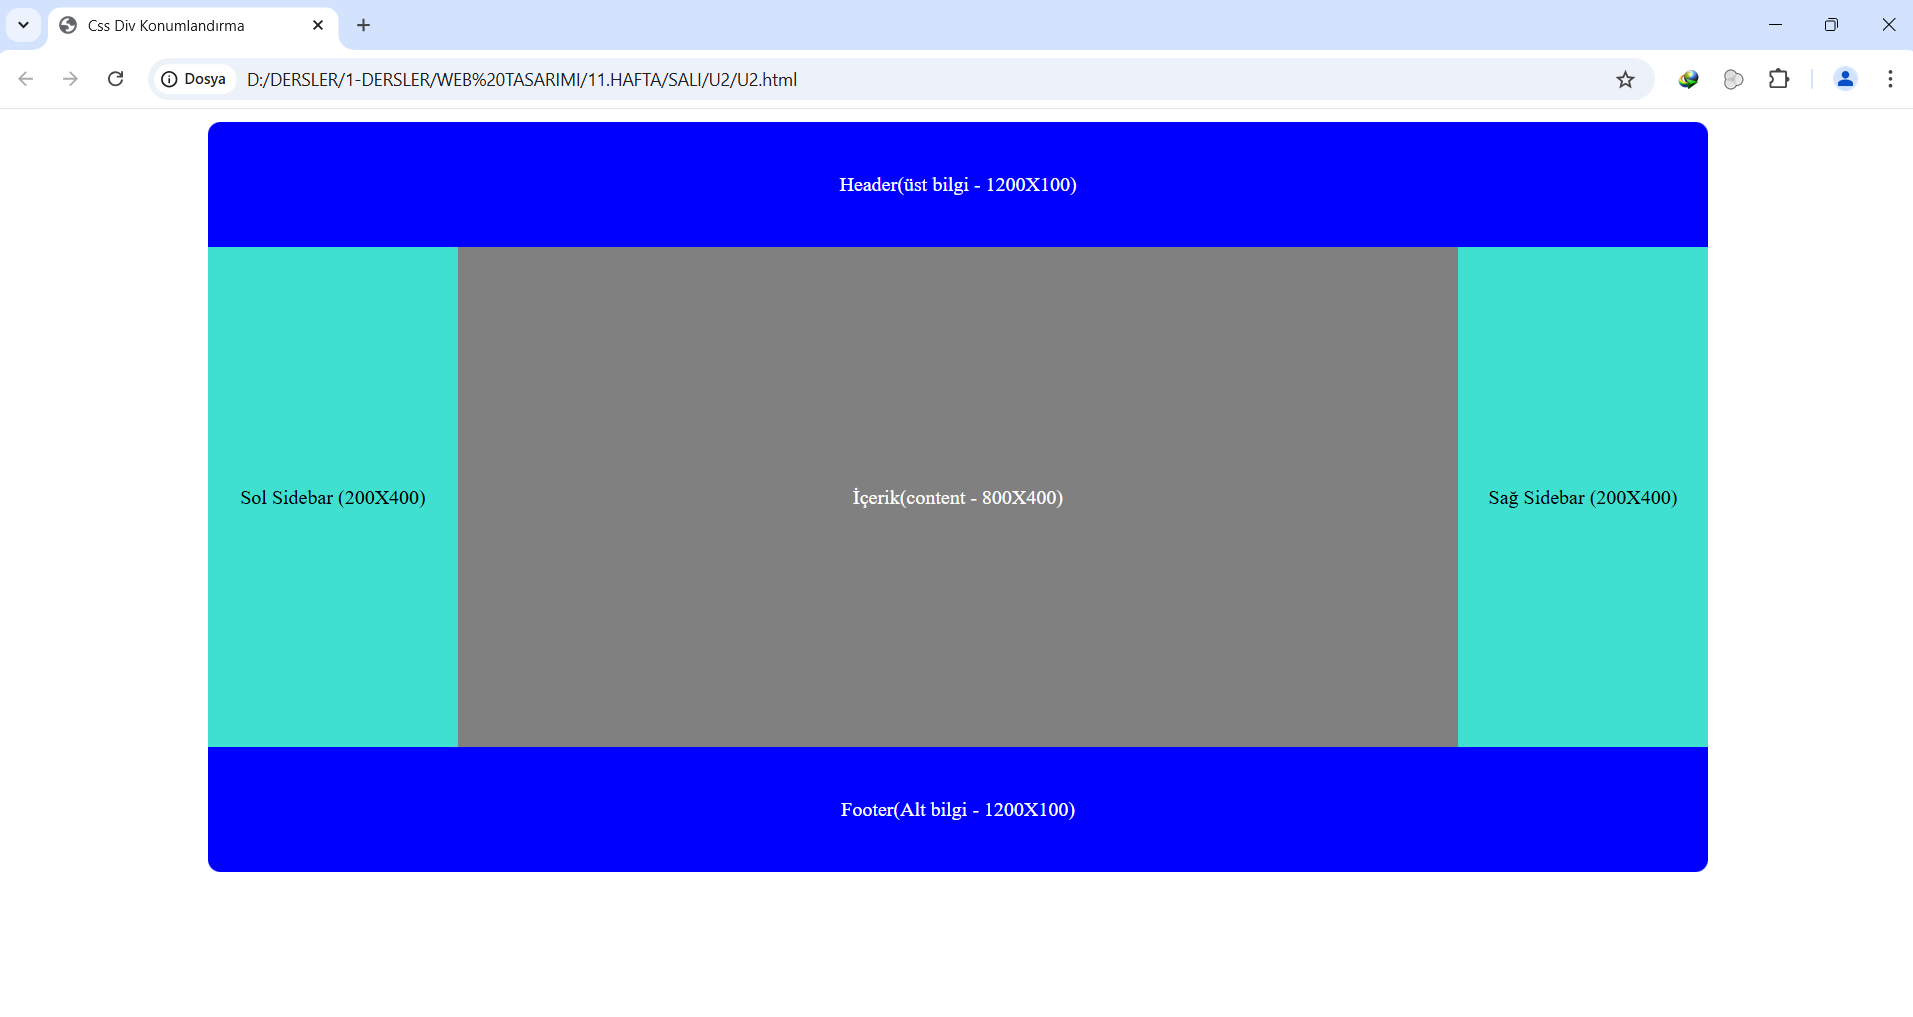 Css Div Konumlandırma
Dosya
D:/DERSLER/1-DERSLER/WEB%20TASARIMI/11.HAFTA/SALI/U2/U2.html
Header(üst bilgi - 1200X100)
Sol Sidebar (200X400)
İçerik(content - 800X400)
Sağ Sidebar (200X400)
Footer(Alt bilgi - 1200X100)